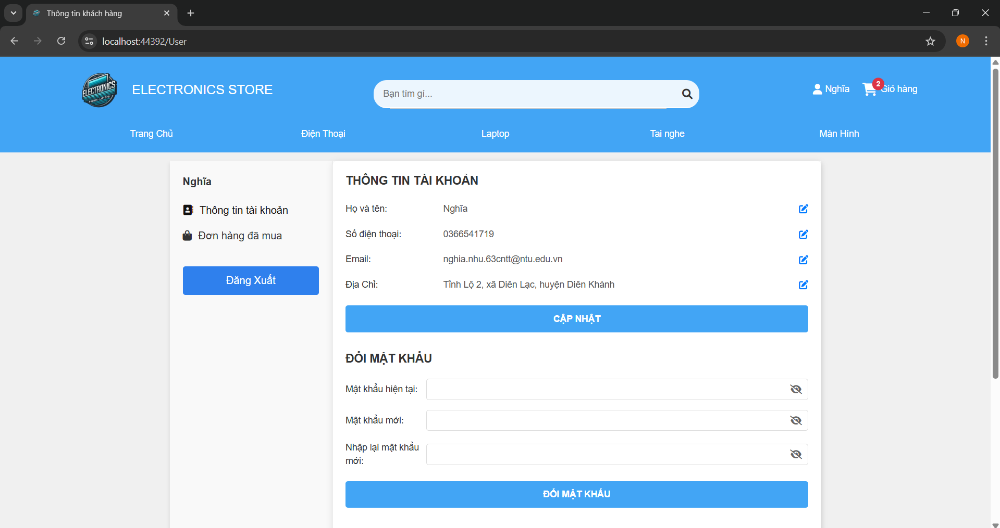 Thông tin khách hàng
localhost:44392/User
N
ELECTRONICS
PHONES - LAPTOPS
ELECTRONICS STORE
Bạn tìm gì...
Nghĩa
2
Giỏ hàng
Trang Chủ
Điện Thoại
Laptop
Tai nghe
Màn Hình
Nghĩa
Thông tin tài khoản
Đơn hàng đã mua
Đăng Xuất
THÔNG TIN TÀI KHOẢN
Họ và tên: Nghĩa
Số điện thoại: 0366541719
Email: nghia.nhu.63cntt@ntu.edu.vn
Địa Chỉ: Tỉnh Lộ 2, xã Diên Lạc, huyện Diên Khánh
CẬP NHẬT
ĐỔI MẬT KHẨU
Mật khẩu hiện tại:
Mật khẩu mới:
Nhập lại mật khẩu
mới:
ĐỔI MẬT KHẨU